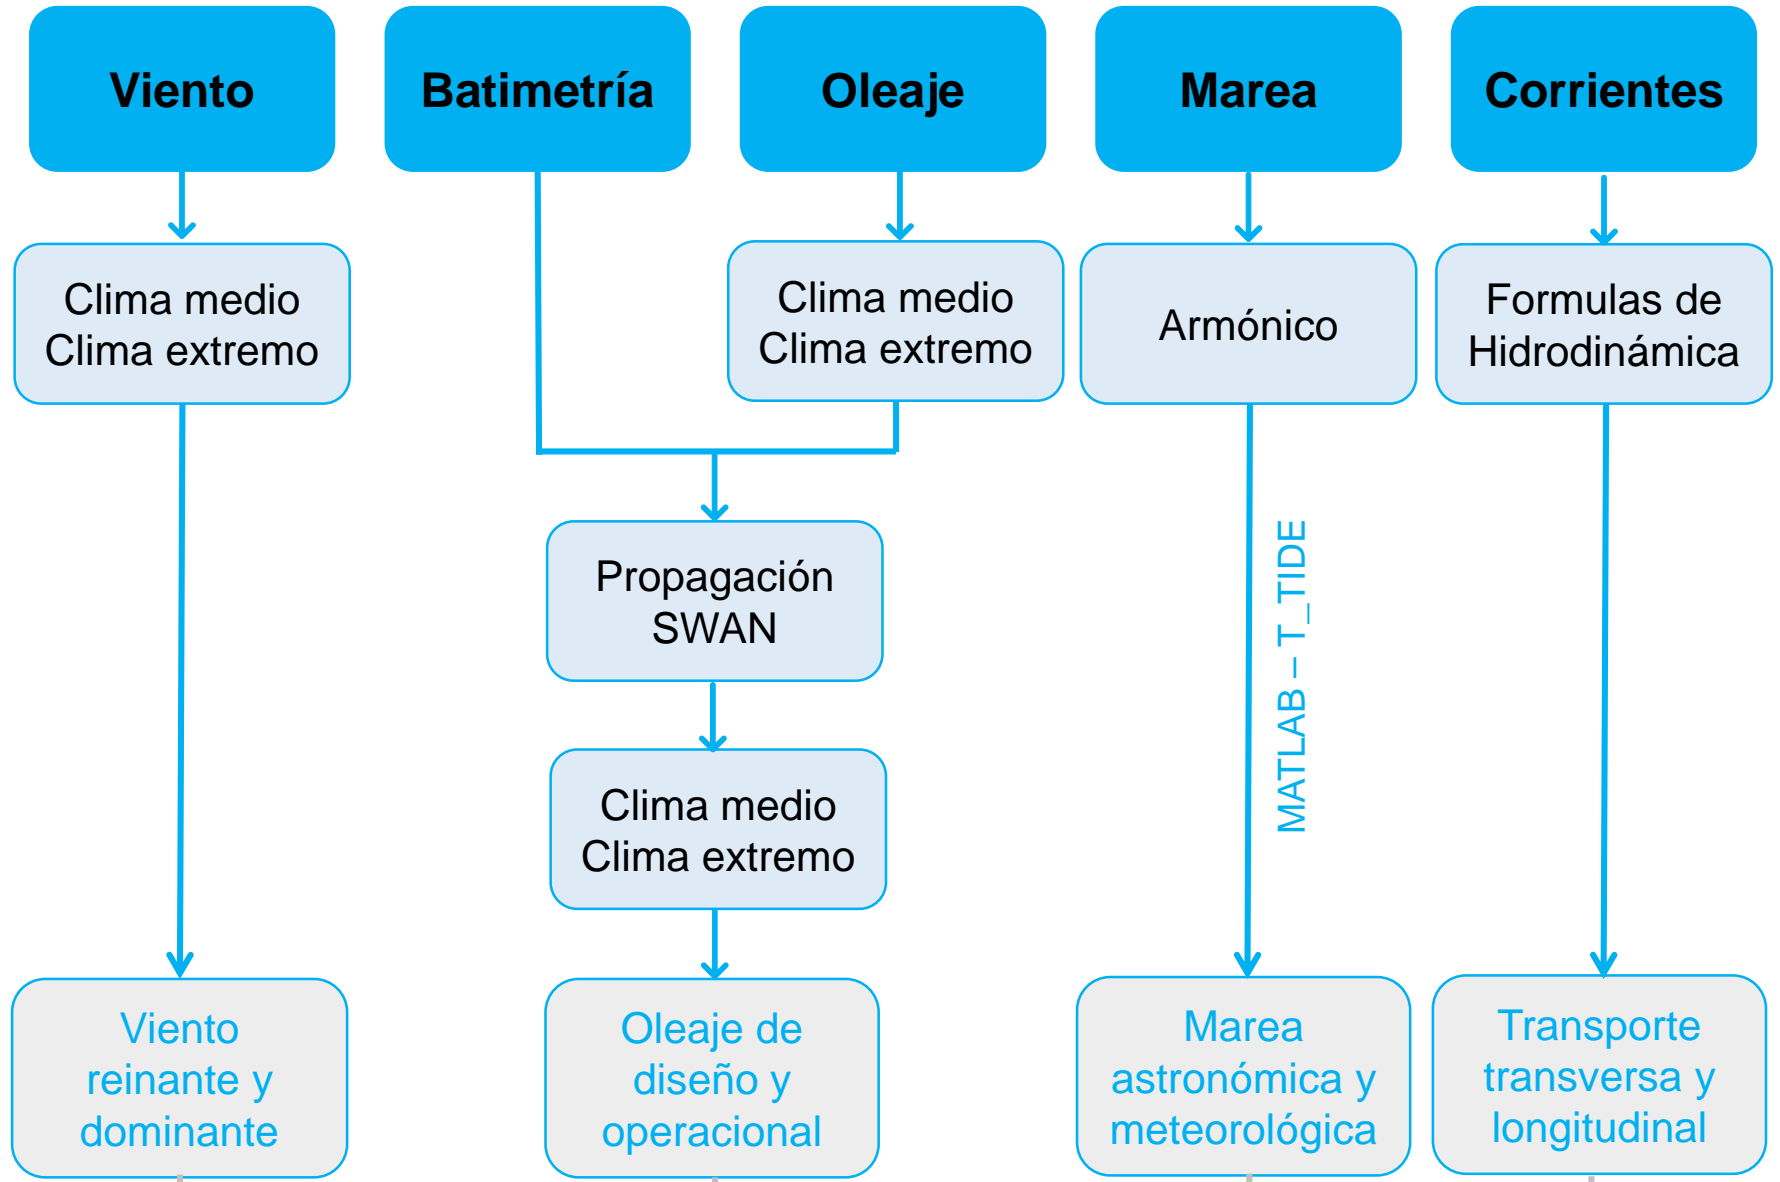 Viento
Batimetría
Oleaje
Marea
Corrientes
Clima medio
Clima extremo
Clima medio
Clima extremo
Armónico
Formulas de
Hidrodinámica
Propagación
SWAN
MATLAB – T_TIDE
Clima medio
Clima extremo
Viento
reinante y
dominante
Oleaje de
diseño y
operacional
Marea
astronómica y
meteorológica
Transporte
transversa y
longitudinal